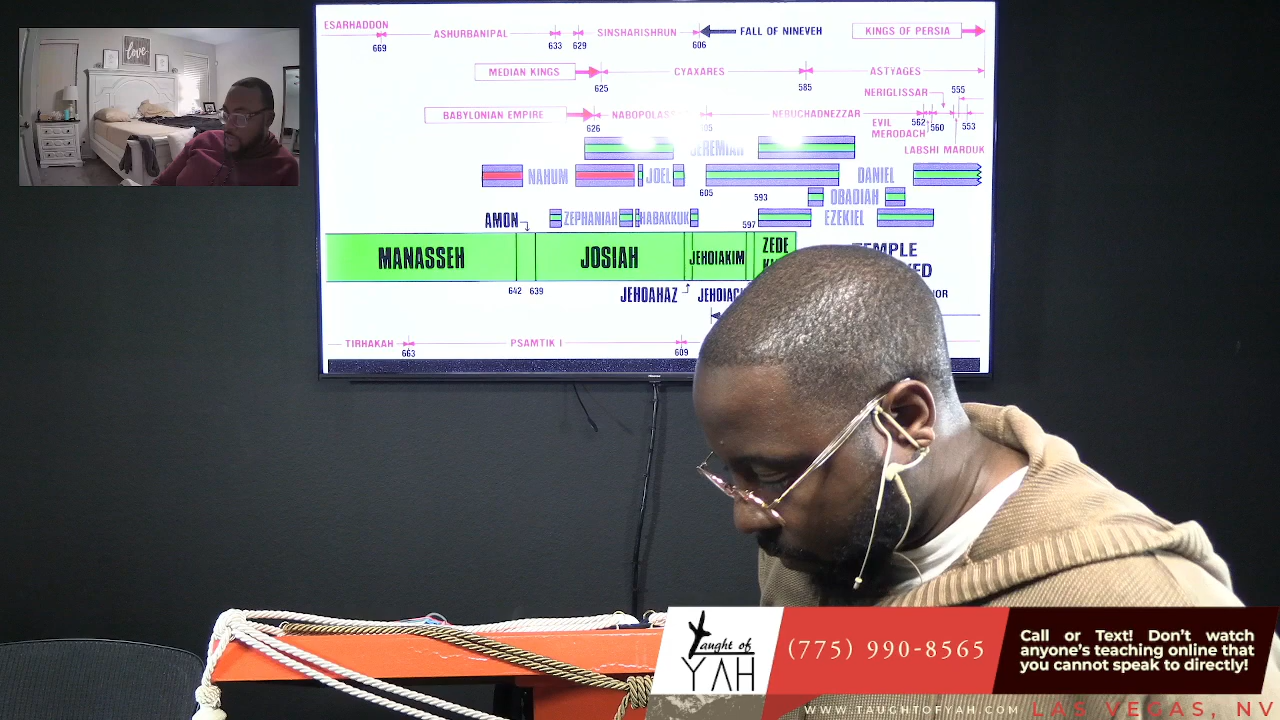 love
ESARHADDON
669
ASHURBANIPAL
633 629
SINSHARISHRUN
606
FALL OF NINEVEH
KINGS OF PERSIA
MEDIAN KINGS
625
CYAXARES
585
ASTYAGES
NERIGLISSAR
555
BABYLONIAN EMPIRE
626
NEBUCHADNEZZAR
EVIL
MERODACH
562
560
553
LABSHI MARDUK
JEREMIAH
NAHUM
JOEL
605
DANIEL
593
OBADIAH
AMON
ZEPHANIAH
HABAKKUK
597
EZEKIEL
MANASSEH
JOSIAH
JEHOIAKIM
ZEDE
642 639
JEHOAHAZ
TIRHAKAH
663
PSAMTIK I
609
Taught of
YAH
(775) 990-8565
Call or Text! Don't watch
anyone's teaching online that
you cannot speak to directly!
WWW.TAUGHTOFYAH.COM
LAS VEGAS, NV